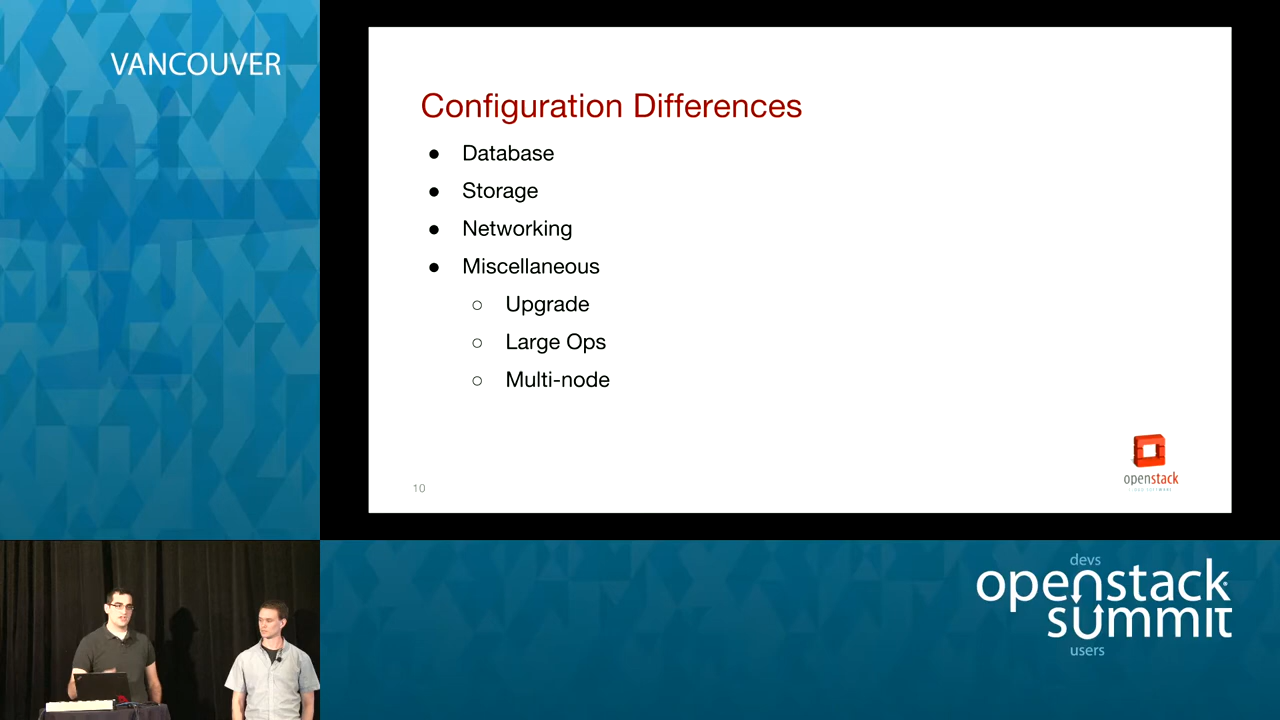 VANCOUVER
Configuration Differences
● Database
● Storage
● Networking
● Miscellaneous
○ Upgrade
○ Large Ops
○ Multi-node
10
openstack
devs
openstack
summit
users